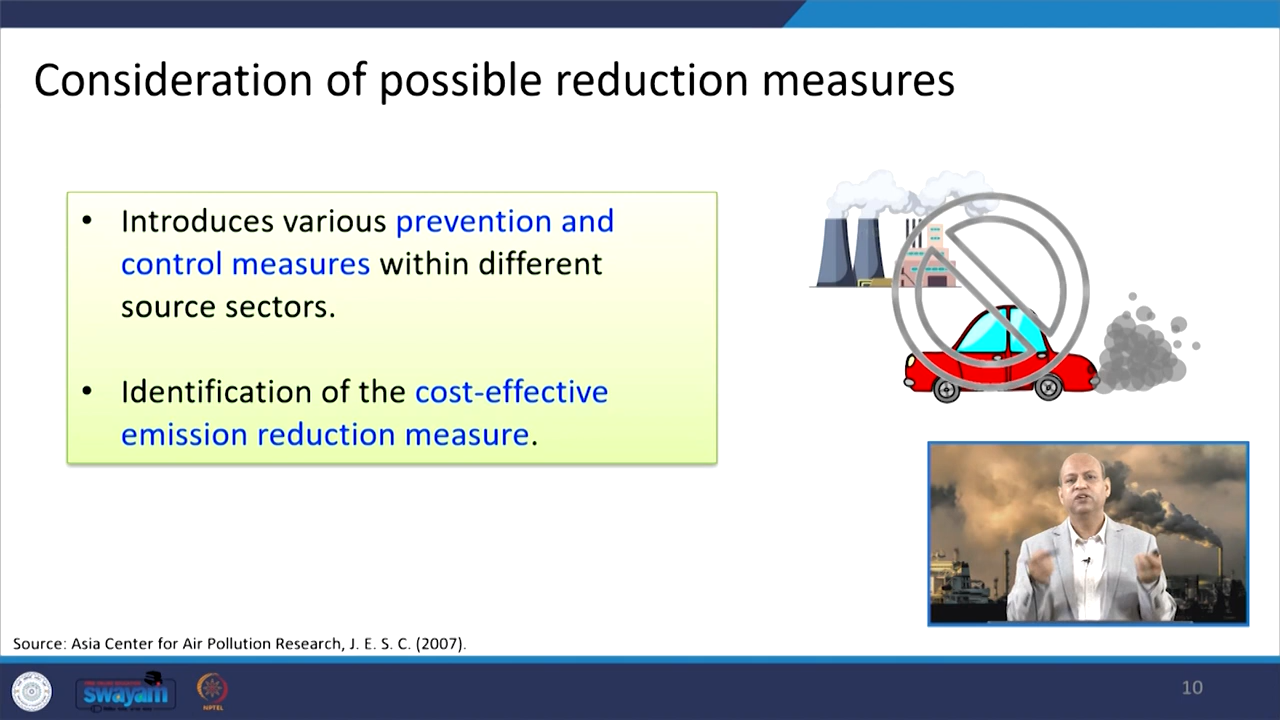 Consideration of possible reduction measures
• Introduces various prevention and
control measures within different
source sectors.
• Identification of the cost-effective
emission reduction measure.
Source: Asia Center for Air Pollution Research, J. E. S. C. (2007).
swayam
NPTEL
10